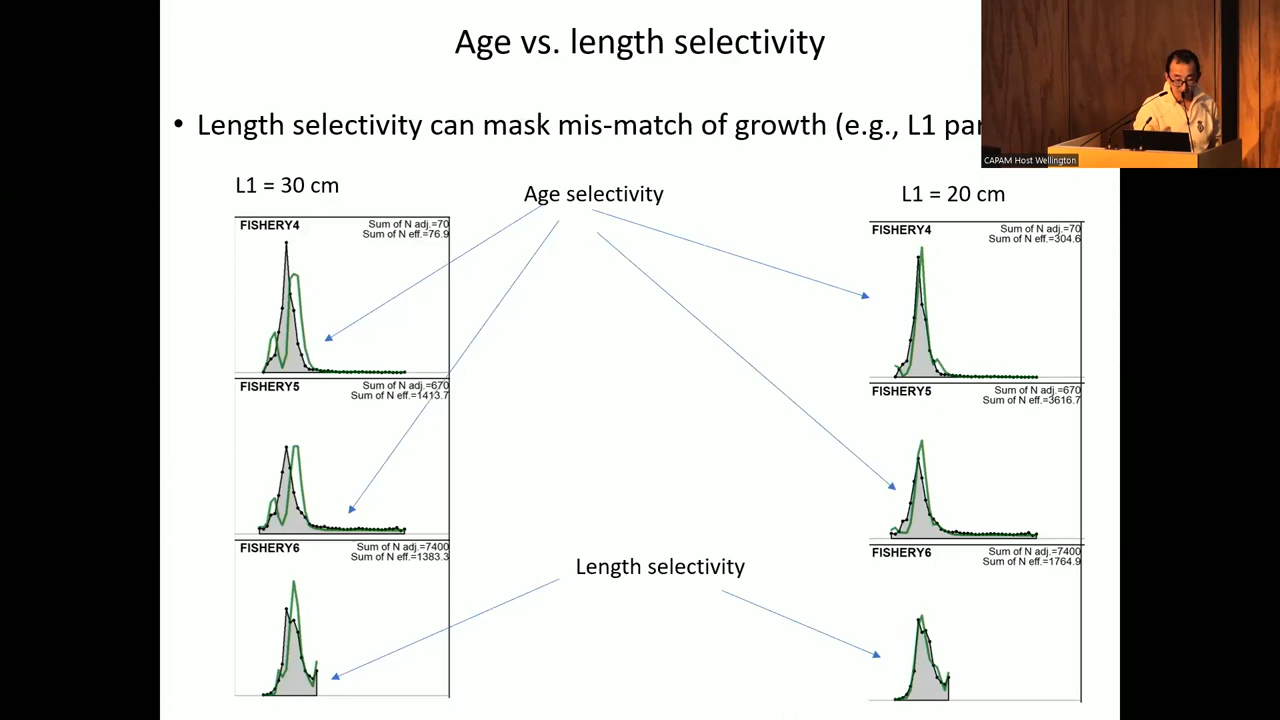 Age vs. length selectivity
• Length selectivity can mask mis-match of growth (e.g., L1 par
CAPAM Host Wellington
L1 = 30 cm
Age selectivity
L1 = 20 cm
FISHERY4
Sum of N adj.=70
Sum of N eff.=76.9
FISHERY4
Sum of N adj.=70
Sum of N eff.=304.6
FISHERY5
Sum of N adj.=670
Sum of N eff.=1413.7
FISHERY5
Sum of N adj.=670
Sum of N eff.=3616.7
FISHERY6
Sum of N adj.=7400
Sum of N eff.=1383.3
FISHERY6
Sum of N adj.=7400
Sum of N eff.=1764.9
Length selectivity